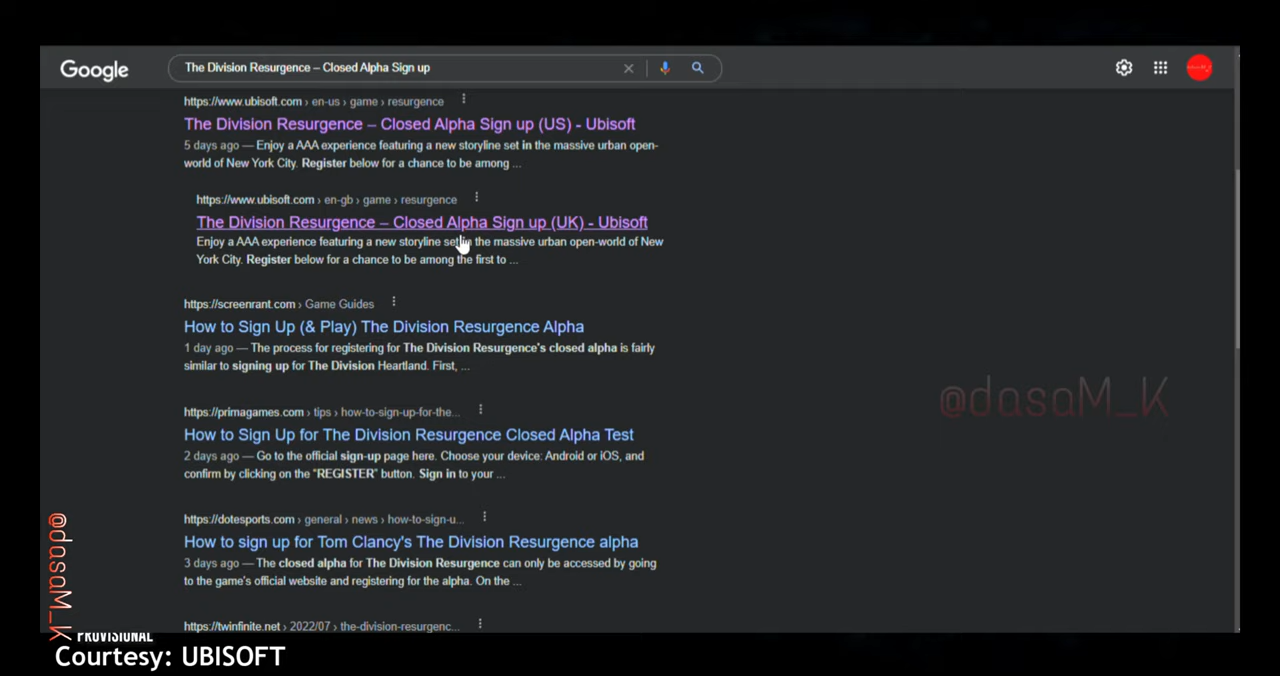 Google
The Division Resurgence – Closed Alpha Sign up
https://www.ubisoft.com › en-us › game › resurgence
The Division Resurgence – Closed Alpha Sign up (US) - Ubisoft
5 days ago — Enjoy a AAA experience featuring a new storyline set in the massive urban open-
world of New York City. Register below for a chance to be among ...
https://www.ubisoft.com › en-gb › game › resurgence
The Division Resurgence – Closed Alpha Sign up (UK) - Ubisoft
Enjoy a AAA experience featuring a new storyline set in the massive urban open-world of New
York City. Register below for a chance to be among the first to ...
https://screenrant.com › Game Guides
How to Sign Up (& Play) The Division Resurgence Alpha
1 day ago — The process for registering for The Division Resurgence's closed alpha is fairly
similar to signing up for The Division Heartland. First, ...
@dasaM_K
https://primagames.com › tips › how-to-sign-up-for-the...
How to Sign Up for The Division Resurgence Closed Alpha Test
2 days ago — Go to the official sign-up page here. Choose your device: Android or iOS, and
confirm by clicking on the "REGISTER" button. Sign in to your ...
https://dotesports.com › general › news › how-to-sign-u...
How to sign up for Tom Clancy's The Division Resurgence alpha
3 days ago — The closed alpha for The Division Resurgence can only be accessed by going
to the game's official website and registering for the alpha. On the ...
https://twinfinite.net › 2022/07 › the-division-resurgenc...
@dasaM_K
PROVISIONAL
Courtesy: UBISOFT